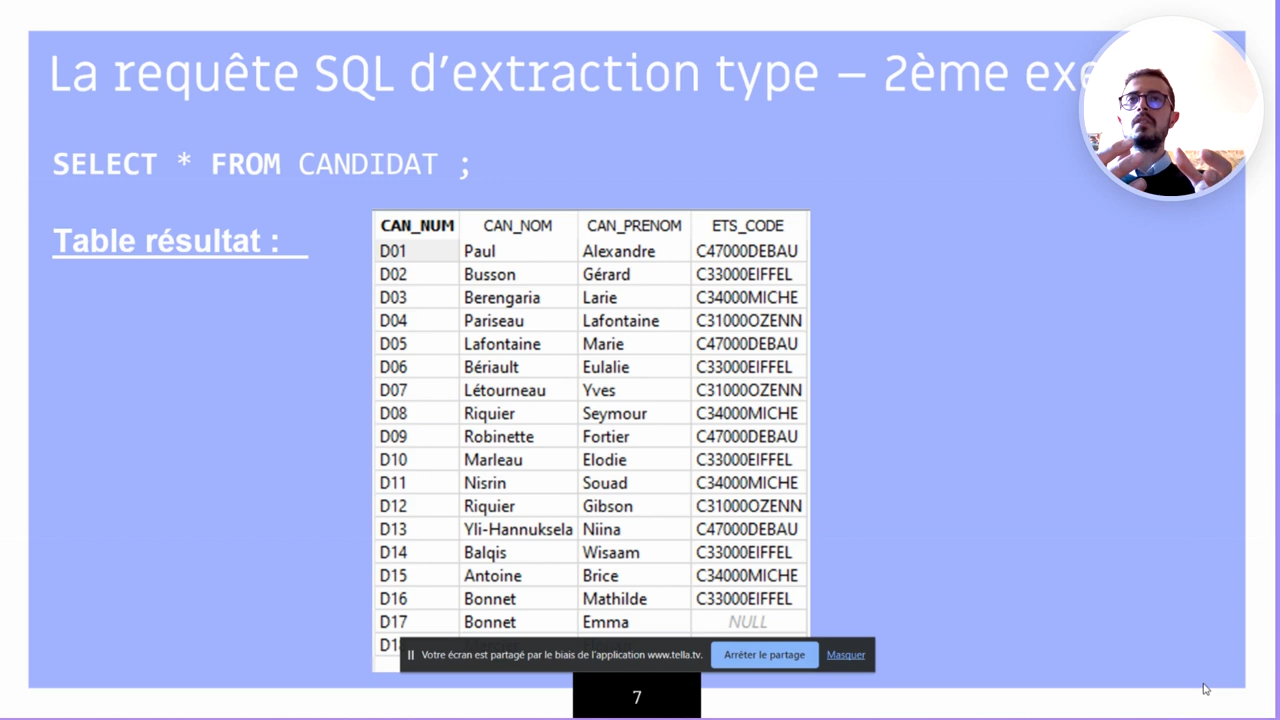 La requête SQL d'extraction type – 2ème exe
SELECT * FROM CANDIDAT ;
Table résultat :
CAN_NUM CAN_NOM CAN_PRENOM ETS_CODE
D01 Paul Alexandre C47000DEBAU
D02 Busson Gérard C33000EIFFEL
D03 Berengaria Larie C34000MICHE
D04 Pariseau Lafontaine C31000OZENN
D05 Lafontaine Marie C47000DEBAU
D06 Bériault Eulalie C33000EIFFEL
D07 Létourneau Yves C31000OZENN
D08 Riquier Seymour C34000MICHE
D09 Robinette Fortier C47000DEBAU
D10 Marleau Elodie C33000EIFFEL
D11 Nisrin Souad C34000MICHE
D12 Riquier Gibson C31000OZENN
D13 Yli-Hannuksela Niina C47000DEBAU
D14 Balqis Wisaam C33000EIFFEL
D15 Antoine Brice C34000MICHE
D16 Bonnet Mathilde C33000EIFFEL
D17 Bonnet Emma NULL
Votre écran est partagé par le biais de l'application www.tella.tv. Arrêter le partage Masquer
7